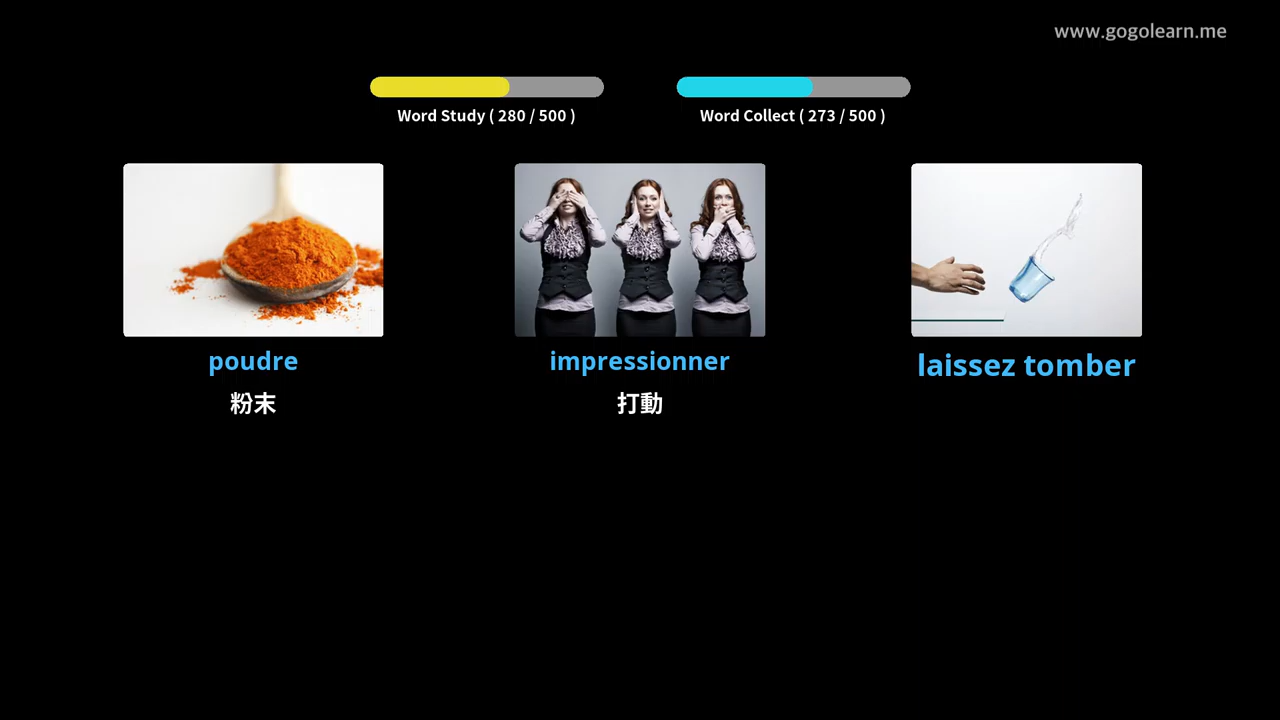 www.gogolearn.me
Word Study ( 280 / 500 )
Word Collect ( 273 / 500 )
poudre
粉末
impressionner
打動
laissez tomber